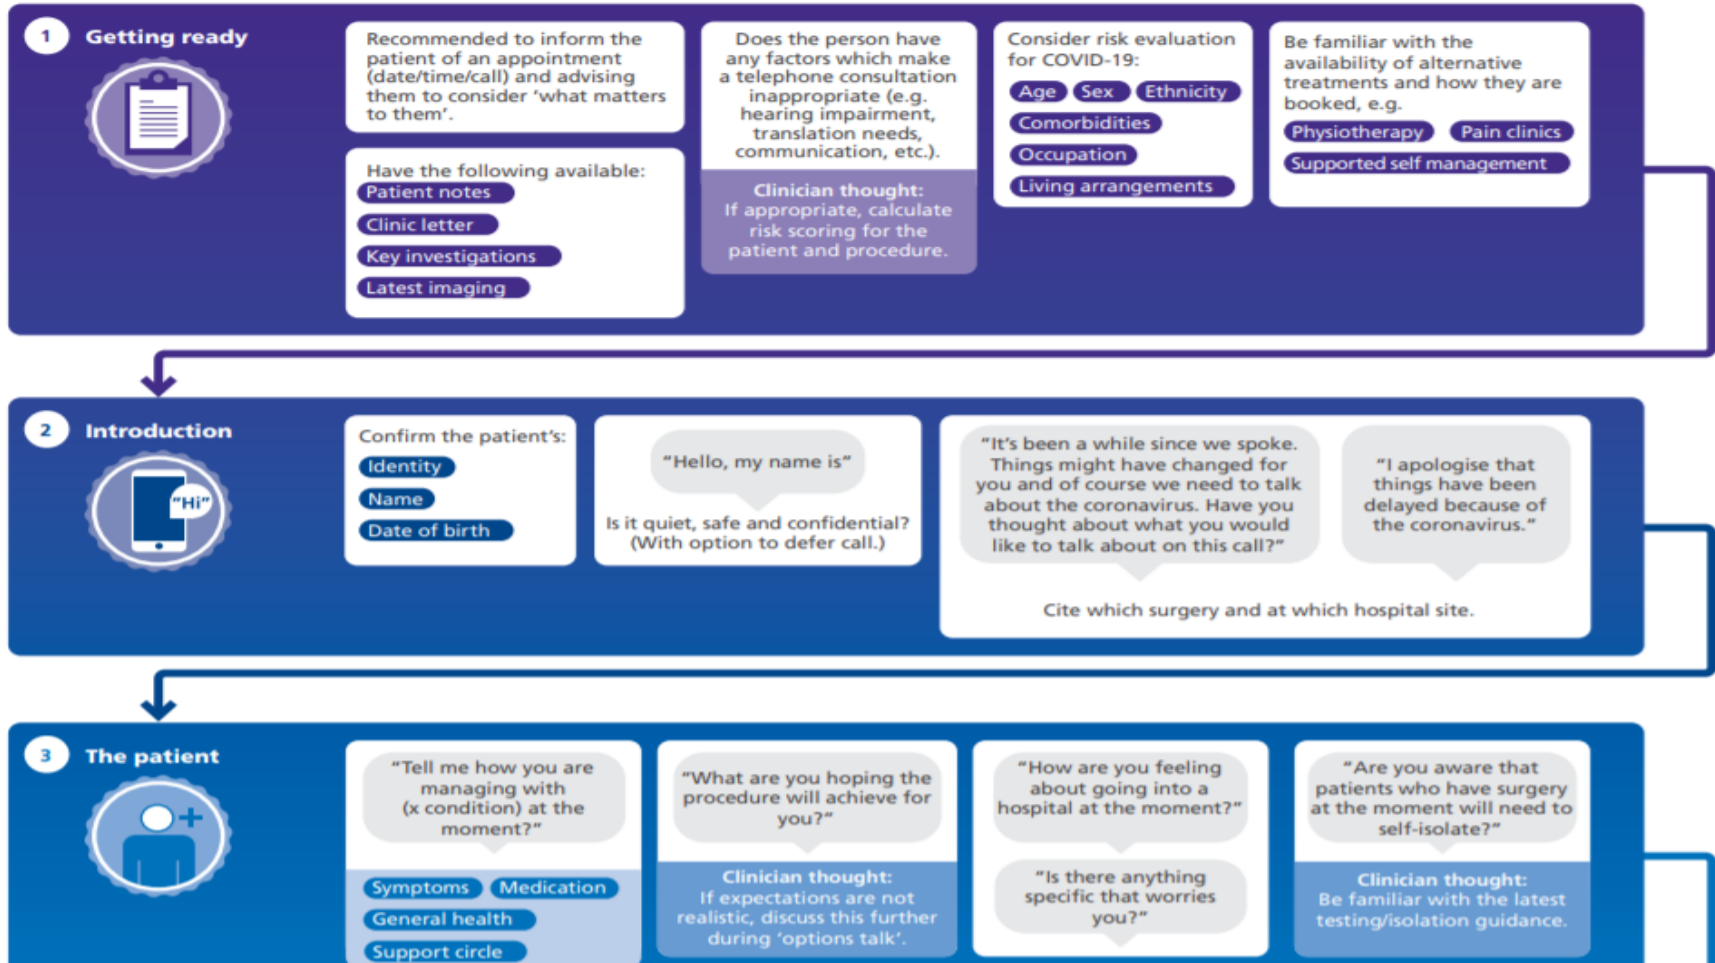 1 Getting ready
Recommended to inform the
patient of an appointment
(date/time/call) and advising
them to consider ‘what matters
to them’.
Have the following available:
Patient notes
Clinic letter
Key investigations
Latest imaging
Does the person have
any factors which make
a telephone consultation
inappropriate (e.g.
hearing impairment,
translation needs,
communication, etc.).
Clinician thought:
If appropriate, calculate
risk scoring for the
patient and procedure.
Consider risk evaluation
for COVID-19:
Age Sex Ethnicity
Comorbidities
Occupation
Living arrangements
Be familiar with the
availability of alternative
treatments and how they are
booked, e.g.
Physiotherapy Pain clinics
Supported self management
2 Introduction
“Hi”
Confirm the patient’s:
Identity
Name
Date of birth
“Hello, my name is”
Is it quiet, safe and confidential?
(With option to defer call.)
“It’s been a while since we spoke.
Things might have changed for
you and of course we need to talk
about the coronavirus. Have you
thought about what you would
like to talk about on this call?”
“I apologise that
things have been
delayed because of
the coronavirus.”
Cite which surgery and at which hospital site.
3 The patient
“Tell me how you are
managing with
(x condition) at the
moment?”
Symptoms Medication
General health
Support circle
“What are you hoping the
procedure will achieve for
you?”
Clinician thought:
If expectations are not
realistic, discuss this further
during ‘options talk’.
“How are you feeling
about going into a
hospital at the moment?”
“Is there anything
specific that worries
you?”
“Are you aware that
patients who have surgery
at the moment will need to
self-isolate?”
Clinician thought:
Be familiar with the latest
testing/isolation guidance.